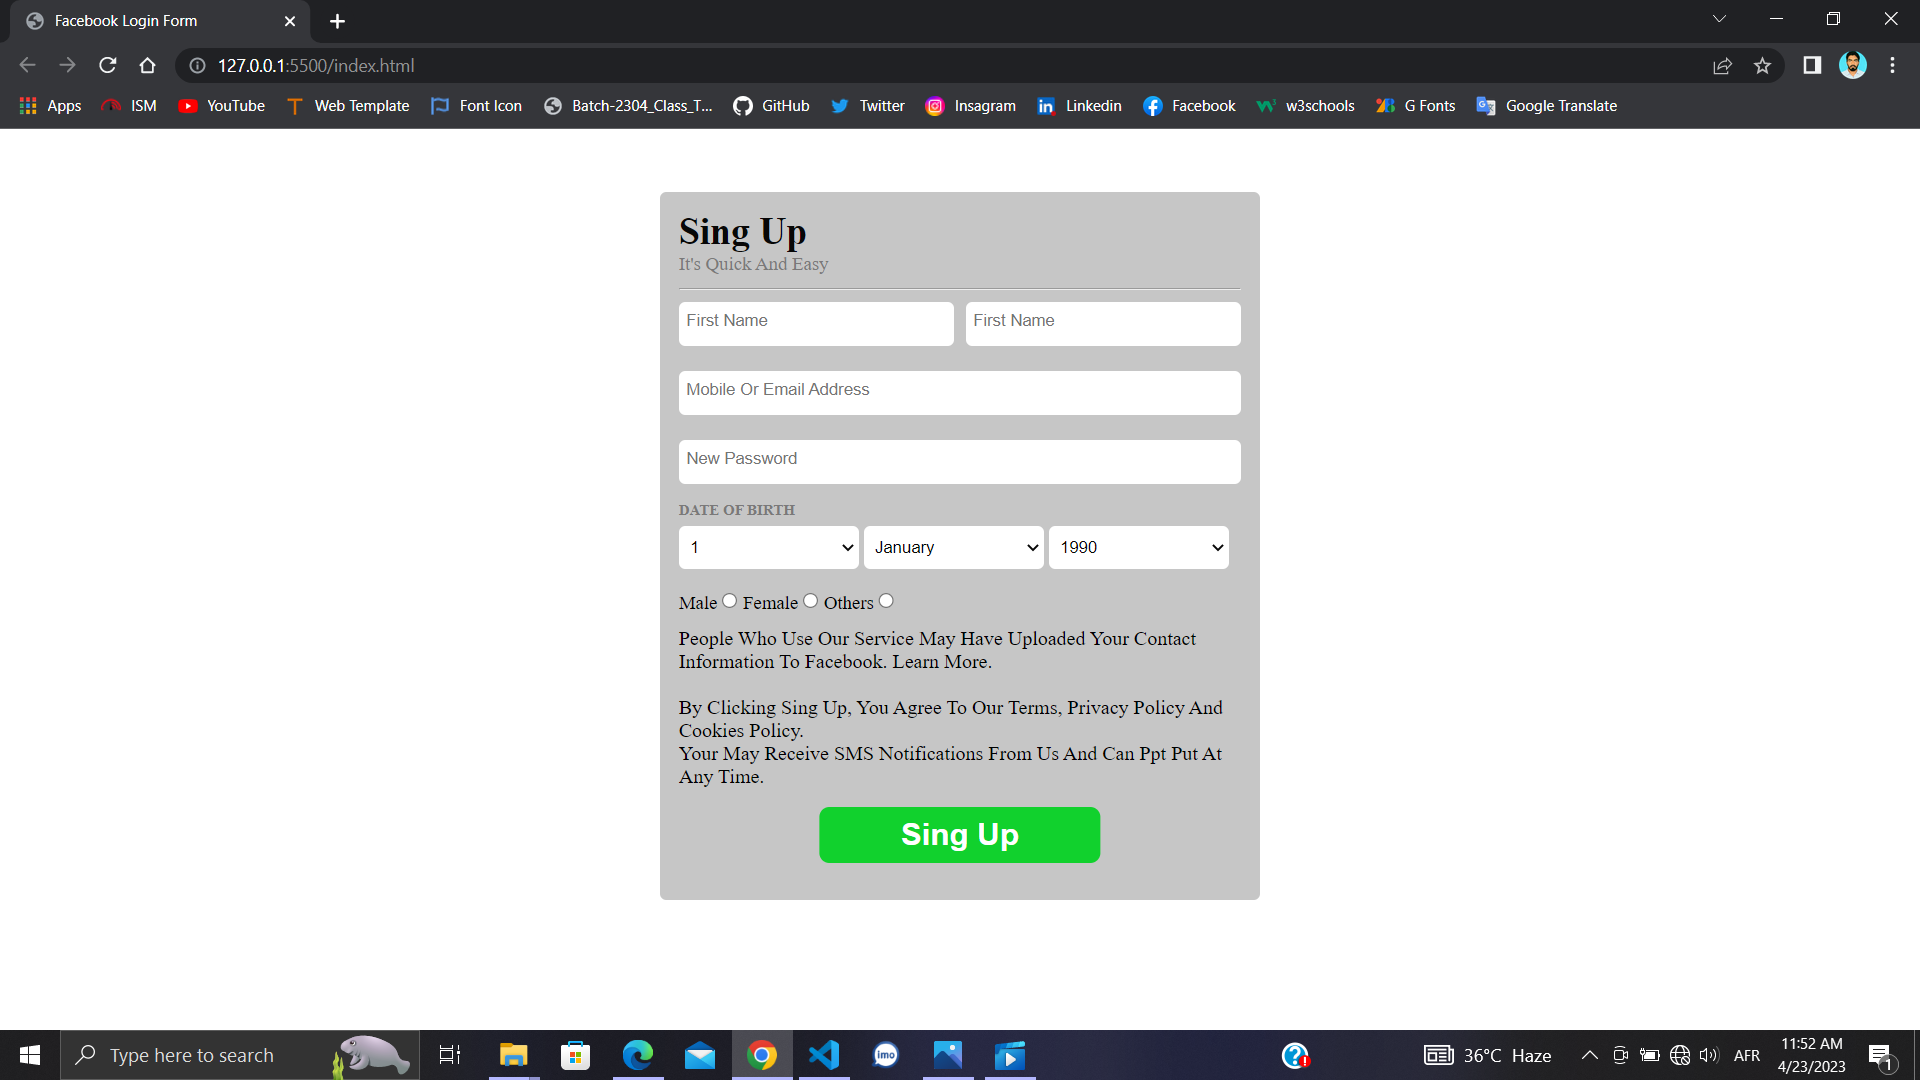 Facebook Login Form
127.0.0.1:5500/index.html
Apps ISM YouTube Web Template Font Icon Batch-2304_Class_T... GitHub Twitter Insagram Linkedin Facebook w3schools G Fonts Google Translate
Sing Up
It's Quick And Easy
First Name First Name
Mobile Or Email Address
New Password
DATE OF BIRTH
1 January 1990
Male Female Others
People Who Use Our Service May Have Uploaded Your Contact
Information To Facebook. Learn More.
By Clicking Sing Up, You Agree To Our Terms, Privacy Policy And
Cookies Policy.
Your May Receive SMS Notifications From Us And Can Ppt Put At
Any Time.
Sing Up
Type here to search
imo
36°C Haze
AFR
11:52 AM
4/23/2023
1